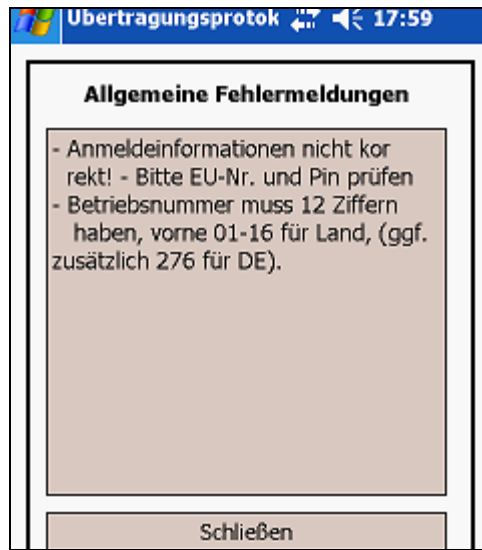 Übertragungsprotok 17:59
Allgemeine Fehlermeldungen
- Anmeldeinformationen nicht kor
rekt! - Bitte EU-Nr. und Pin prüfen
- Betriebsnummer muss 12 Ziffern
haben, vorne 01-16 für Land, (ggf.
zusätzlich 276 für DE).
Schließen